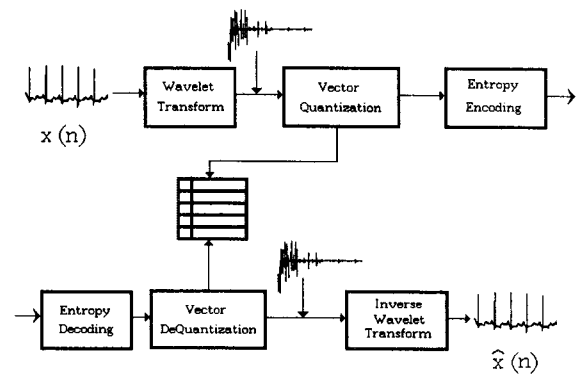 Wavelet
Transform
Vector
Quantization
Entropy
Encoding
x (n)
Entropy
Decoding
Vector
DeQuantization
Inverse
Wavelet
Transform
x̂ (n)